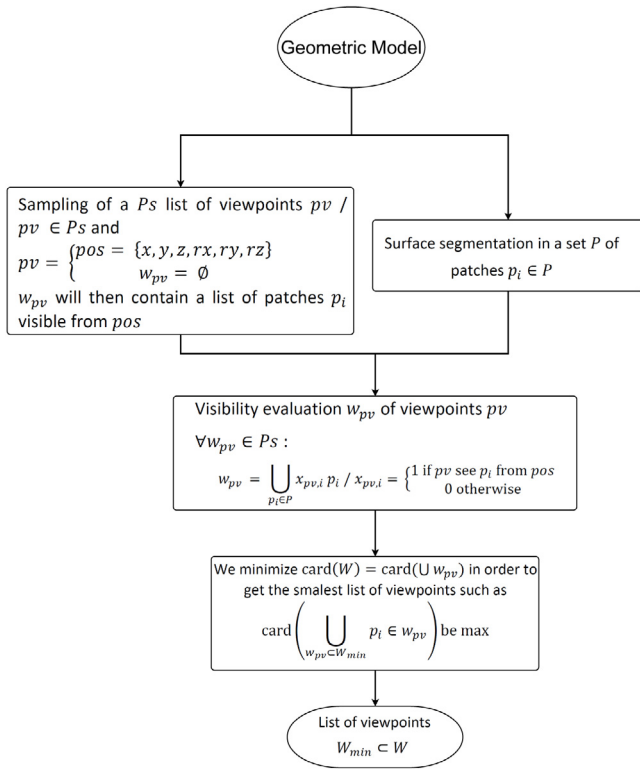 Geometric Model
Sampling of a Ps list of viewpoints pv /
pv ∈ Ps and
pv = { pos = {x, y, z, rx, ry, rz}
w_pv = ∅
w_pv will then contain a list of patches p_i
visible from pos
Surface segmentation in a set P of
patches p_i ∈ P
Visibility evaluation w_pv of viewpoints pv
∀w_pv ∈ Ps :
w_pv = ⋃_{p_i∈P} x_{pv,i} p_i / x_{pv,i} = { 1 if pv see p_i from pos
0 otherwise
We minimize card(W) = card(∪ w_pv) in order to
get the smalest list of viewpoints such as
card(⋃_{w_pv⊂W_min} p_i ∈ w_pv) be max
List of viewpoints
W_min ⊂ W